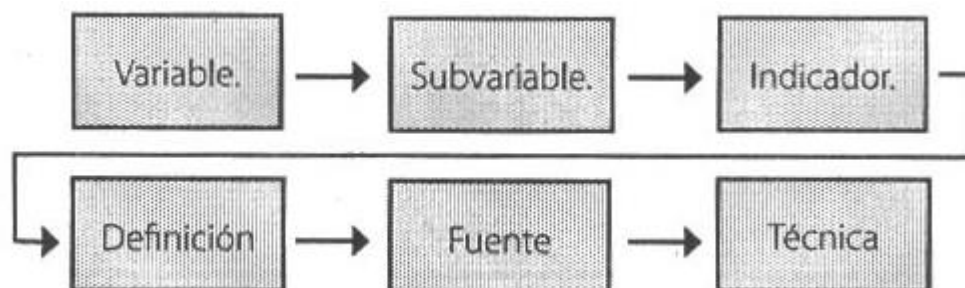 Variable.
Subvariable.
Indicador.
Definición
Fuente
Técnica